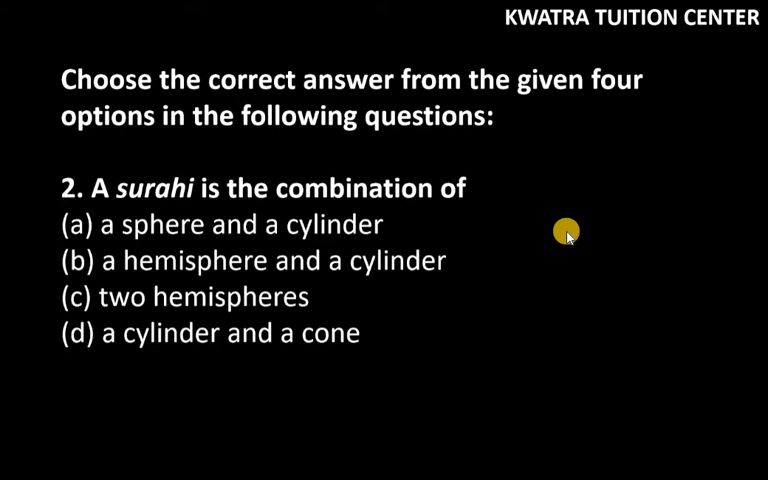 KWATRA TUITION CENTER
Choose the correct answer from the given four
options in the following questions:
2. A surahi is the combination of
(a) a sphere and a cylinder
(b) a hemisphere and a cylinder
(c) two hemispheres
(d) a cylinder and a cone